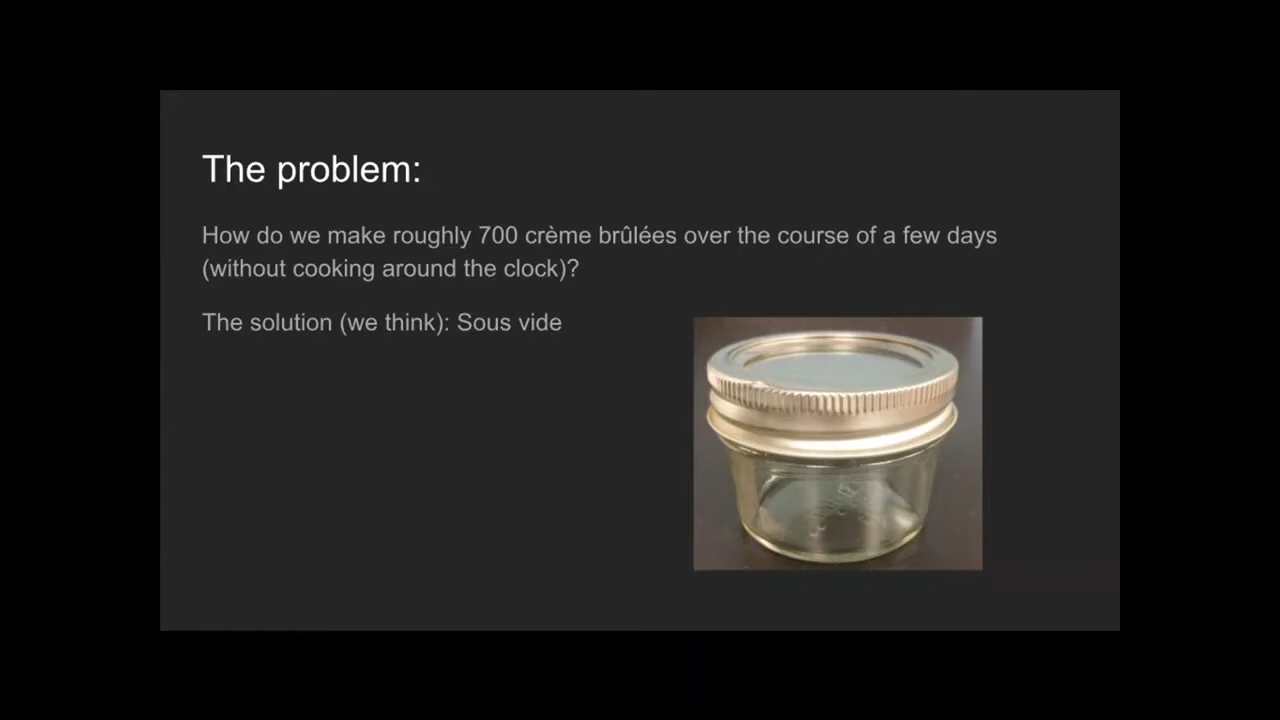 The problem:
How do we make roughly 700 crème brûlées over the course of a few days
(without cooking around the clock)?
The solution (we think): Sous vide